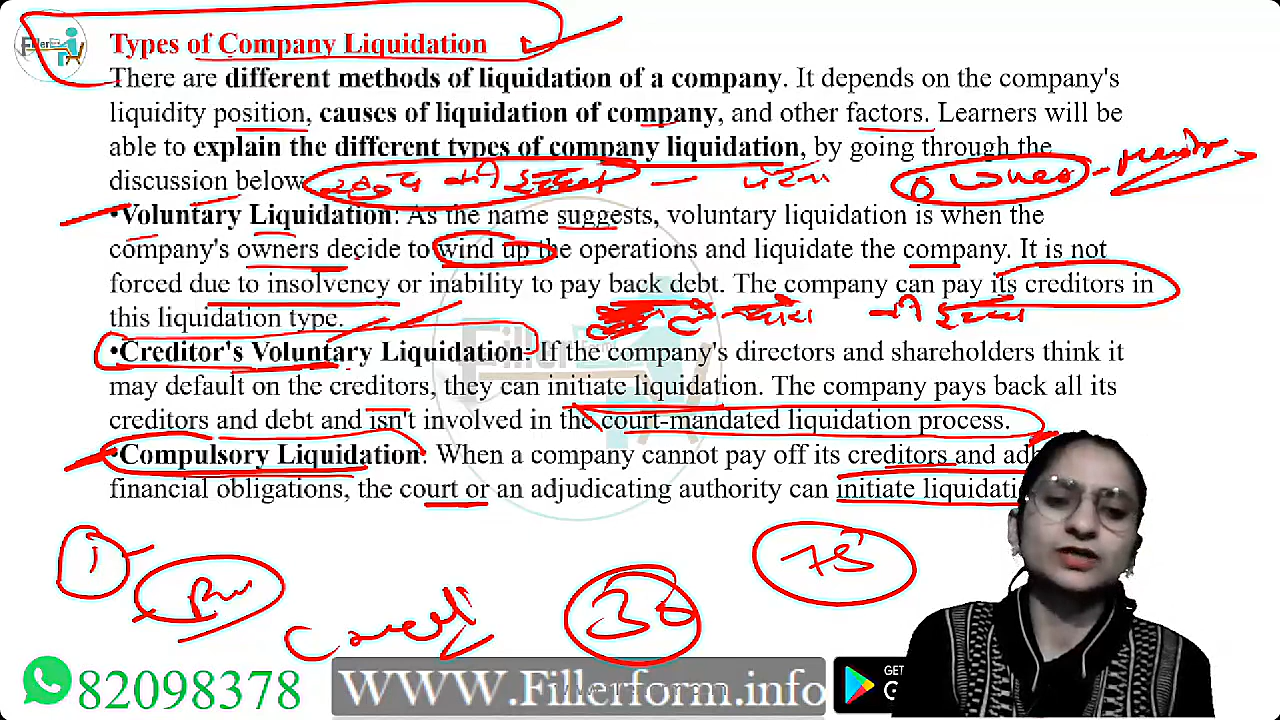 Types of Company Liquidation
There are different methods of liquidation of a company. It depends on the company's
liquidity position, causes of liquidation of company, and other factors. Learners will be
able to explain the different types of company liquidation, by going through the
discussion below
•Voluntary Liquidation: As the name suggests, voluntary liquidation is when the
company's owners decide to wind up the operations and liquidate the company. It is not
forced due to insolvency or inability to pay back debt. The company can pay its creditors in
this liquidation type.
•Creditor's Voluntary Liquidation: If the company's directors and shareholders think it
may default on the creditors, they can initiate liquidation. The company pays back all its
creditors and debt and isn't involved in the court-mandated liquidation process.
•Compulsory Liquidation: When a company cannot pay off its creditors and
financial obligations, the court or an adjudicating authority can initiate
1
36
75
82098378
WWW.Fillerform.info
GET